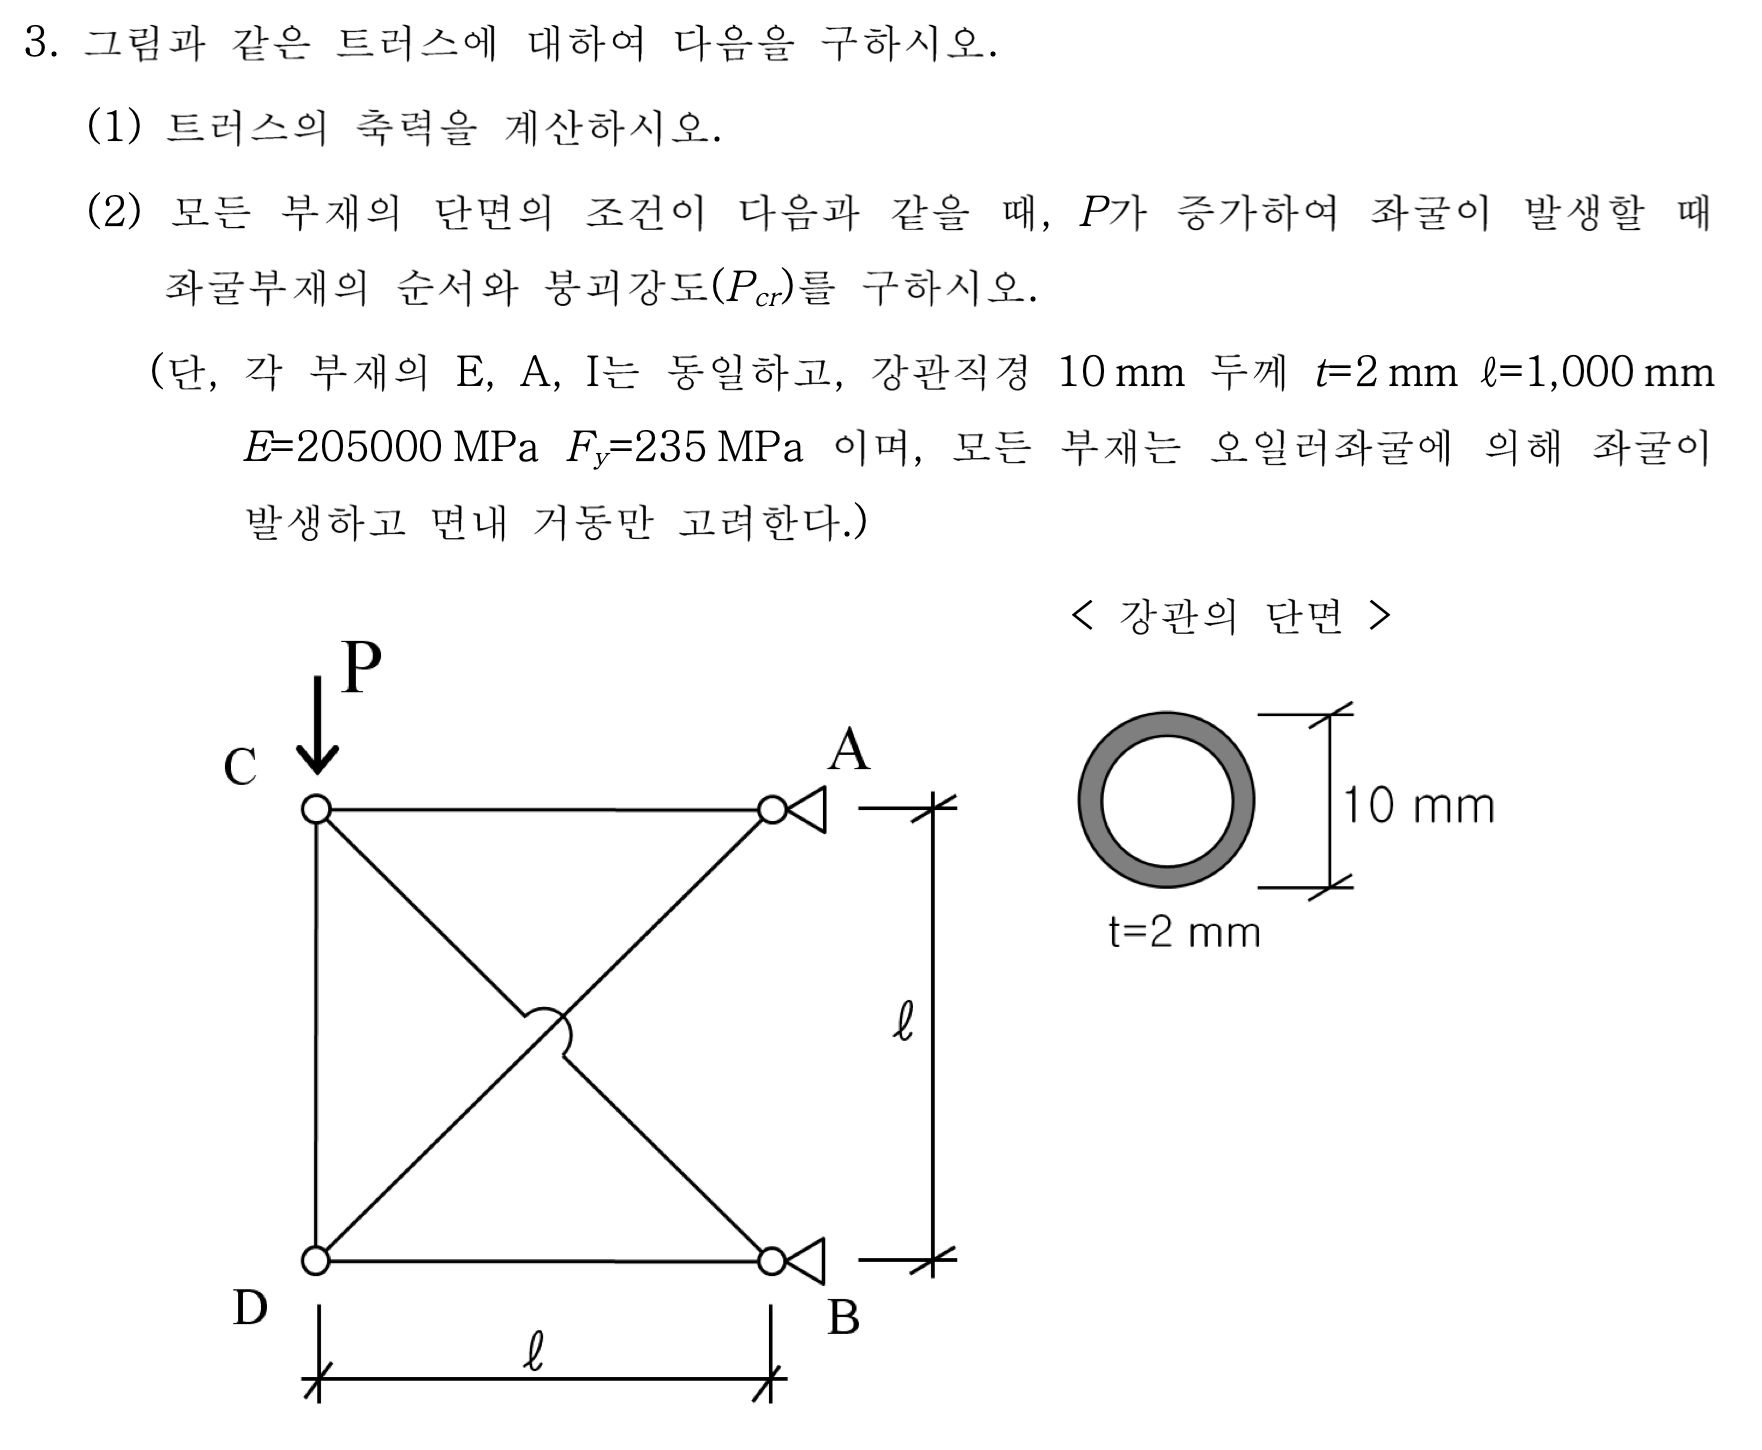 3. 그림과 같은 트러스에 대하여 다음을 구하시오.
(1) 트러스의 축력을 계산하시오.
(2) 모든 부재의 단면의 조건이 다음과 같을 때, P가 증가하여 좌굴이 발생할 때
좌굴부재의 순서와 붕괴강도(Pcr)를 구하시오.
(단, 각 부재의 E, A, I는 동일하고, 강관직경 10 mm 두께 t=2 mm ℓ=1,000 mm
E=205000 MPa Fy=235 MPa 이며, 모든 부재는 오일러좌굴에 의해 좌굴이
발생하고 면내 거동만 고려한다.)
< 강관의 단면 >
P
C
A
10 mm
t=2 mm
ℓ
D
B
ℓ